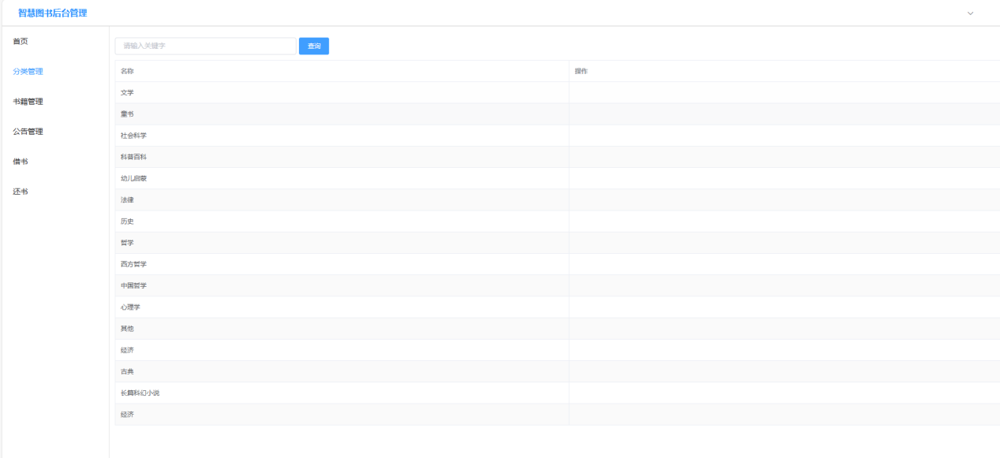 智慧图书后台管理
首页
分类管理
书籍管理
公告管理
借书
还书
请输入关键字 查询
名称 操作
文学
童书
社会科学
科普百科
幼儿启蒙
法律
历史
哲学
西方哲学
中国哲学
心理学
其他
经济
古典
长篇科幻小说
经济